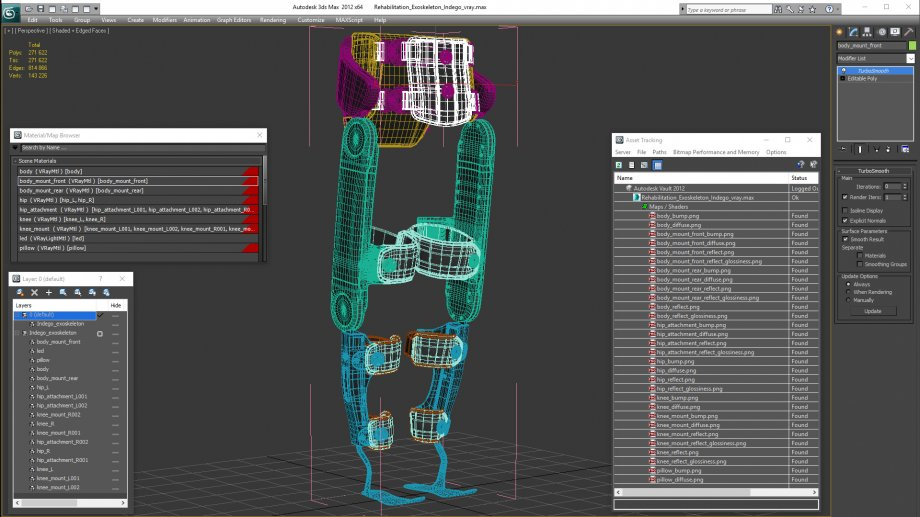 Autodesk 3ds Max 2012 x64 Rehabilitation_Exoskeleton_Indego_vray.max
Type a keyword or phrase
Edit Tools Group Views Create Modifiers Animation Graph Editors Rendering Customize MAXScript Help
[ + ] [ Perspective ] [ Shaded + Edged Faces ]
Total
Polys: 271 622
Tris: 271 622
Edges: 814 866
Verts: 143 226
body_mount_front
Modifier List
TurboSmooth
Editable Poly
TurboSmooth
Main
Iterations: 0
Render Iters: 1
Isoline Display
Explicit Normals
Surface Parameters
Smooth Result
Separate
Materials
Smoothing Groups
Update Options
Always
When Rendering
Manually
Update
Material/Map Browser
Search by Name ...
- Scene Materials
body ( VRayMtl ) [body]
body_mount_front ( VRayMtl ) [body_mount_front]
body_mount_rear ( VRayMtl ) [body_mount_rear]
hip ( VRayMtl ) [hip_L, hip_R]
hip_attachment ( VRayMtl ) [hip_attachment_L001, hip_attachment_L002, hip_attachment_R0...
knee ( VRayMtl ) [knee_L, knee_R]
knee_mount ( VRayMtl ) [knee_mount_L001, knee_mount_L002, knee_mount_R001, knee_mo...
led ( VRayLightMtl ) [led]
pillow ( VRayMtl ) [pillow]
Layer: 0 (default)
Layers Hide
0 (default)
Indego_exoskeleton
Indego_exoskeleton
body_mount_front
led
pillow
body
body_mount_rear
hip_L
hip_attachment_L001
hip_attachment_L002
knee_mount_R002
knee_R
knee_mount_R001
hip_attachment_R002
hip_R
hip_attachment_R001
knee_L
knee_mount_L001
knee_mount_L002
Asset Tracking
Server File Paths Bitmap Performance and Memory Options
Name Status
Autodesk Vault 2012 Logged Ou
Rehabilitation_Exoskeleton_Indego_vray.max Ok
Maps / Shaders
body_bump.png Found
body_diffuse.png Found
body_mount_front_bump.png Found
body_mount_front_diffuse.png Found
body_mount_front_reflect.png Found
body_mount_front_reflect_glossiness.png Found
body_mount_rear_bump.png Found
body_mount_rear_diffuse.png Found
body_mount_rear_reflect.png Found
body_mount_rear_reflect_glossiness.png Found
body_reflect.png Found
body_reflect_glossiness.png Found
hip_attachment_bump.png Found
hip_attachment_diffuse.png Found
hip_attachment_reflect.png Found
hip_attachment_reflect_glossiness.png Found
hip_bump.png Found
hip_diffuse.png Found
hip_reflect.png Found
hip_reflect_glossiness.png Found
knee_bump.png Found
knee_diffuse.png Found
knee_mount_bump.png Found
knee_mount_diffuse.png Found
knee_mount_reflect.png Found
knee_mount_reflect_glossiness.png Found
knee_reflect.png Found
knee_reflect_glossiness.png Found
pillow_bump.png Found
pillow_diffuse.png Found